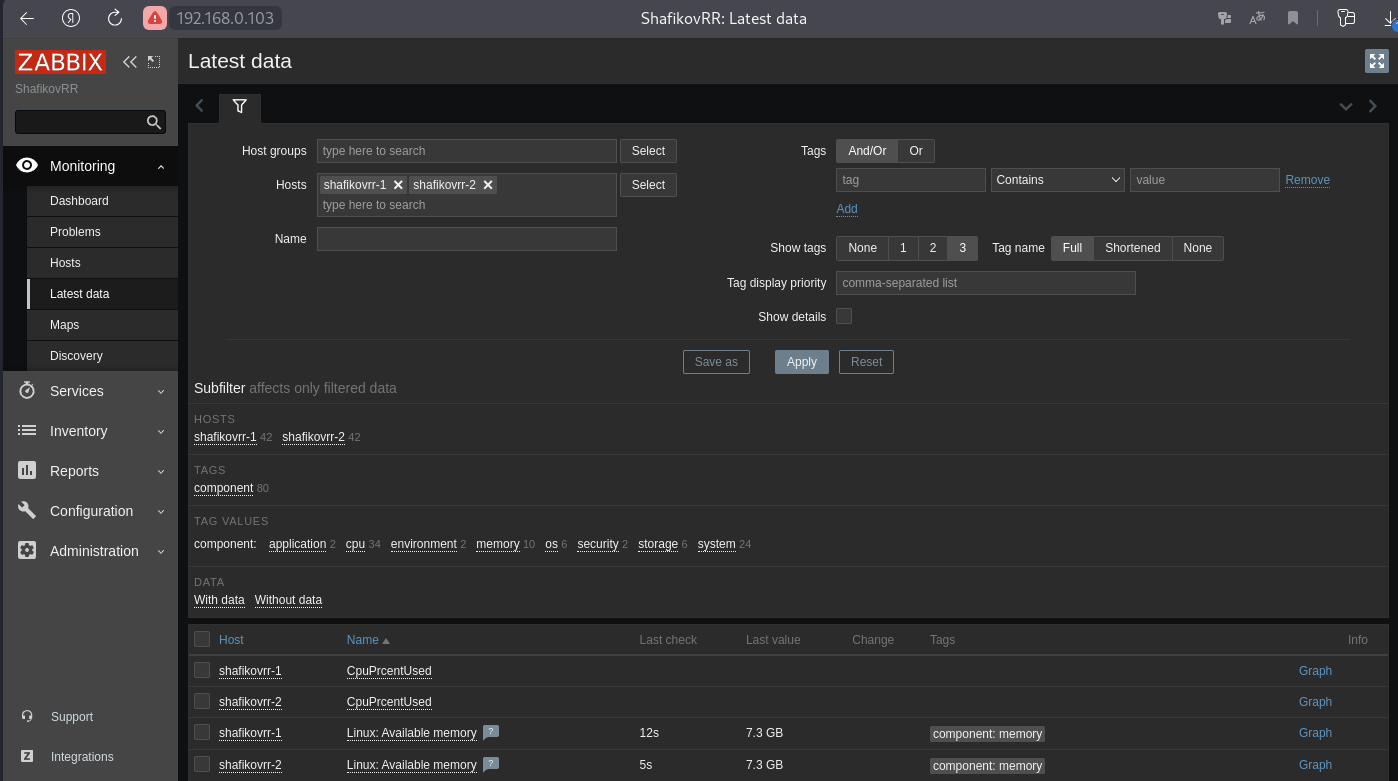 192.168.0.103
ShafikovRR: Latest data
ZABBIX
ShafikovRR
Monitoring
Dashboard
Problems
Hosts
Latest data
Maps
Discovery
Services
Inventory
Reports
Configuration
Administration
Support
Integrations
Latest data
Host groups type here to search Select
Hosts shafikovrr-1 shafikovrr-2 Select
type here to search
Name
Tags And/Or Or
tag Contains value Remove
Add
Show tags None 1 2 3 Tag name Full Shortened None
Tag display priority comma-separated list
Show details
Save as Apply Reset
Subfilter affects only filtered data
HOSTS
shafikovrr-1 42 shafikovrr-2 42
TAGS
component 80
TAG VALUES
component: application 2 cpu 34 environment 2 memory 10 os 6 security 2 storage 6 system 24
DATA
With data Without data
Host Name Last check Last value Change Tags Info
shafikovrr-1 CpuPrcentUsed Graph
shafikovrr-2 CpuPrcentUsed Graph
shafikovrr-1 Linux: Available memory ? 12s 7.3 GB component: memory Graph
shafikovrr-2 Linux: Available memory ? 5s 7.3 GB component: memory Graph